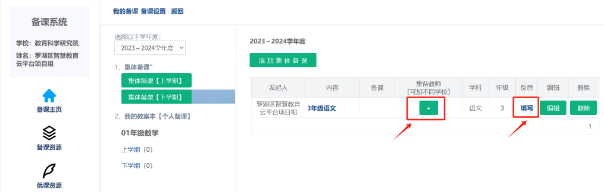 备课系统
学校：教育科学研究院
姓名：罗湖区智慧教育
云平台项目组
备课主页
备课资源
优课资源
我的备课 备课设置 返回
选择以下学年度：
2023－2024学年度
1、集体备课"
集体备课【上学期】
集体备课【下学期】
2、我的教案本【个人备课】
01年级数学
上学期（0）
下学期（0）
2023－2024学年度
添加集体备课
发起人 内容 备课 集备教师 学科 年级 反思 编辑 删除
[可加不同学校]
罗湖区智慧教育
云平台项目组
3年级语文 + 语文 3 填写 编辑 删除
1